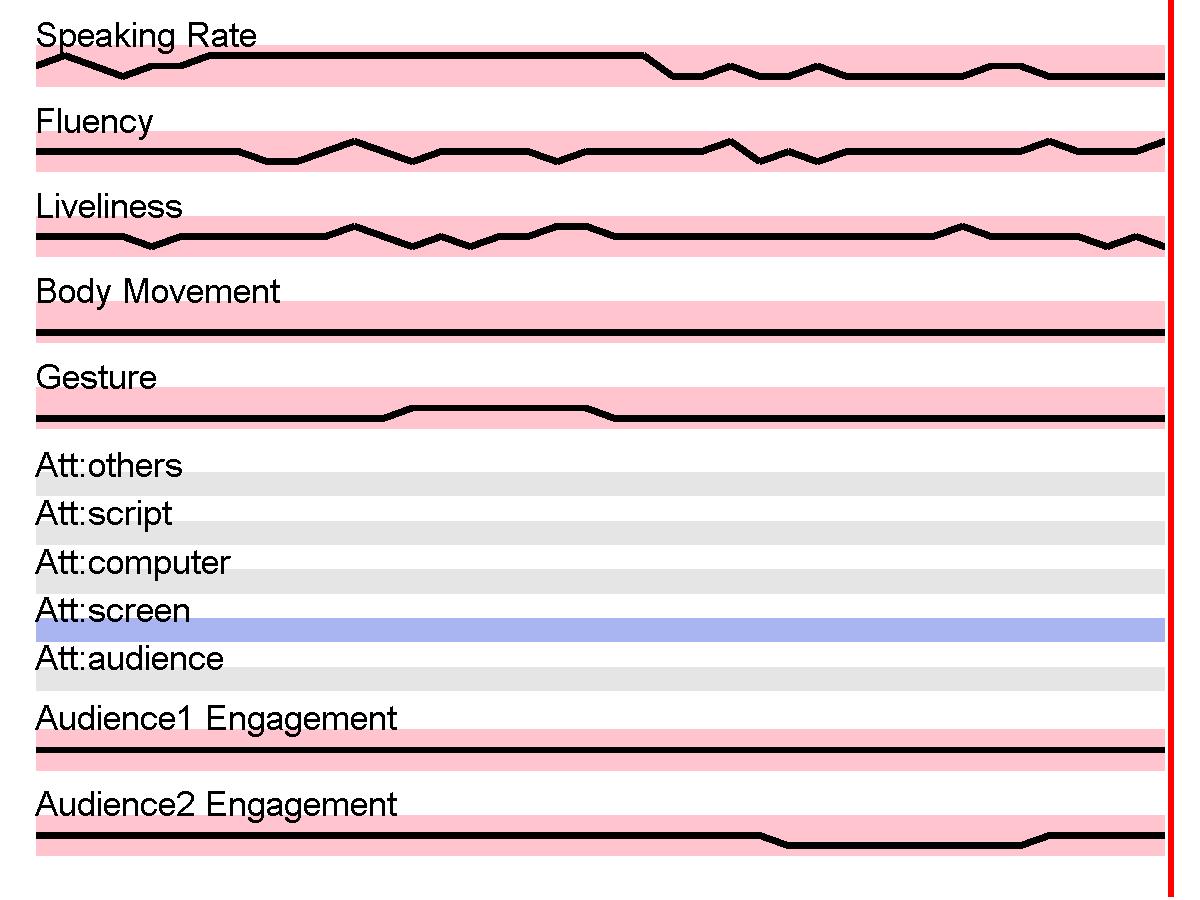 Speaking Rate
Fluency
Liveliness
Body Movement
Gesture
Att:others
Att:script
Att:computer
Att:screen
Att:audience
Audience1 Engagement
Audience2 Engagement